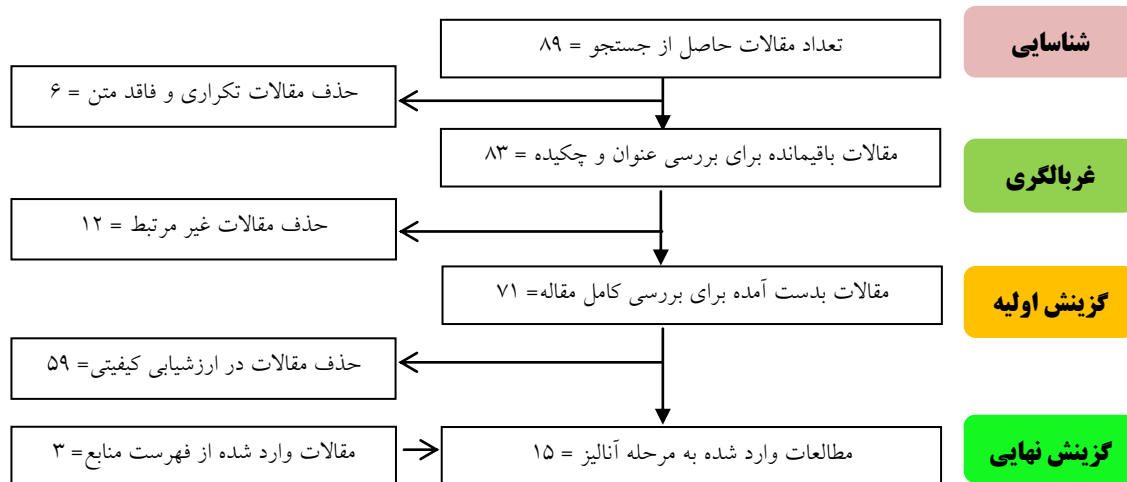 شناسایی
تعداد مقالات حاصل از جستجو = ۸۹
حذف مقالات تکراری و فاقد متن = ۶
غربالگری
مقالات باقیمانده برای بررسی عنوان و چکیده = ۸۳
حذف مقالات غیر مرتبط = ۱۲
گزینش اولیه
مقالات بدست آمده برای بررسی کامل مقاله= ۷۱
حذف مقالات در ارزشیابی کیفیتی= ۵۹
گزینش نهایی
مطالعات وارد شده به مرحله آنالیز = ۱۵
مقالات وارد شده از فهرست منابع= ۳